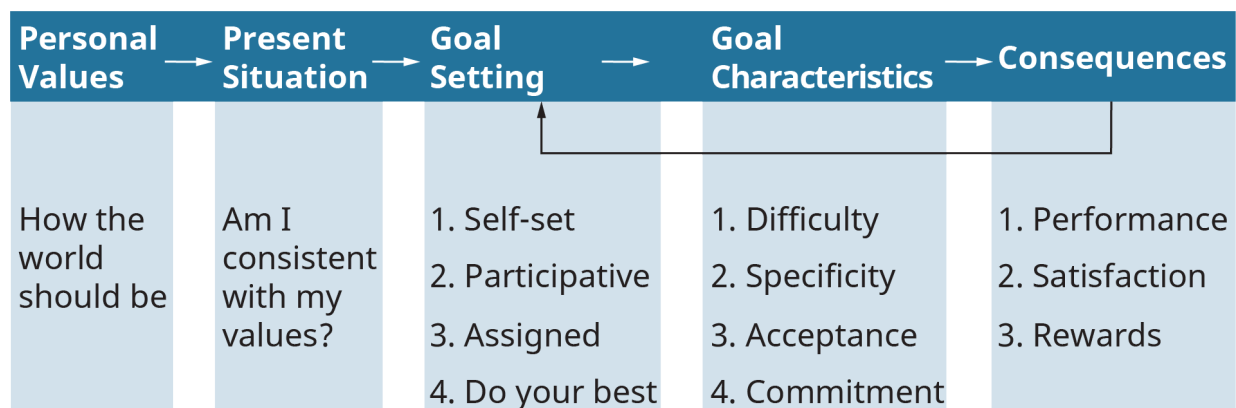 Personal
Values
Present
Situation
Goal
Setting
Goal
Characteristics
Consequences
How the
world
should be
Am I
consistent
with my
values?
1. Self-set
2. Participative
3. Assigned
4. Do your best
1. Difficulty
2. Specificity
3. Acceptance
4. Commitment
1. Performance
2. Satisfaction
3. Rewards